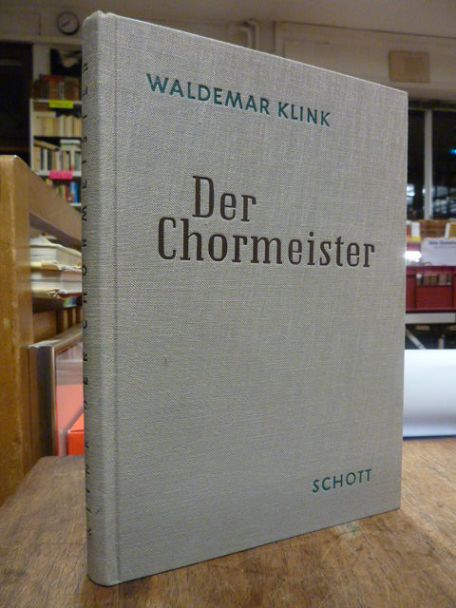 WALDEMAR KLINK
Der
Chormeister
SCHOTT